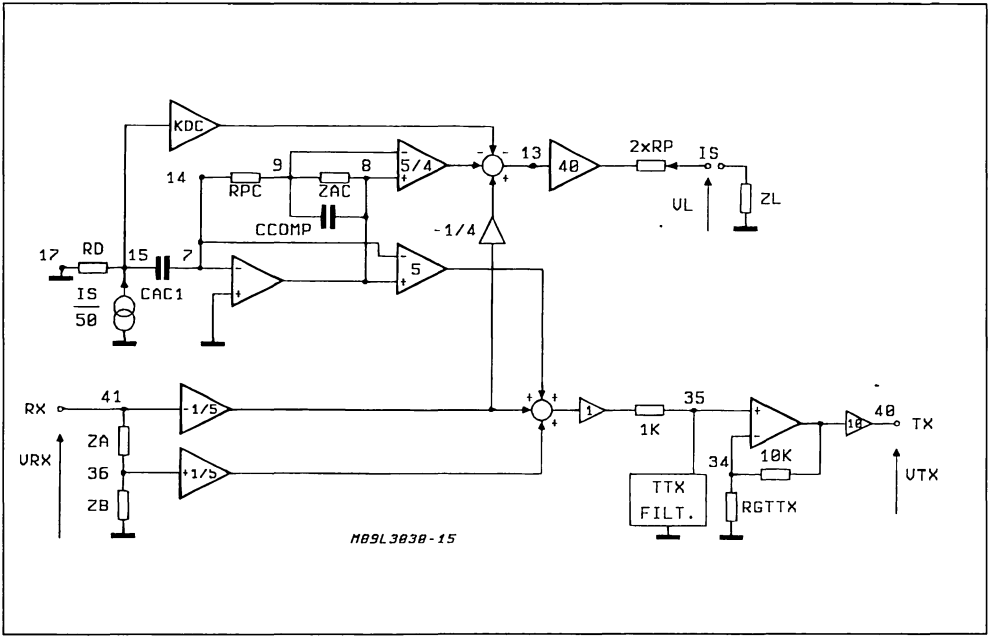 KDC
2xRP
IS
13
40
9
8
5/4
14
RPC
ZAC
VL
ZL
CCOMP
-1/4
17
RD
15
7
5
IS
50
CAC1
RX
41
-1/5
1
35
1K
40
10
TX
ZA
VRX
36
+1/5
34
10K
VTX
ZB
TTX
FILT.
RGTTX
M09L3030-15